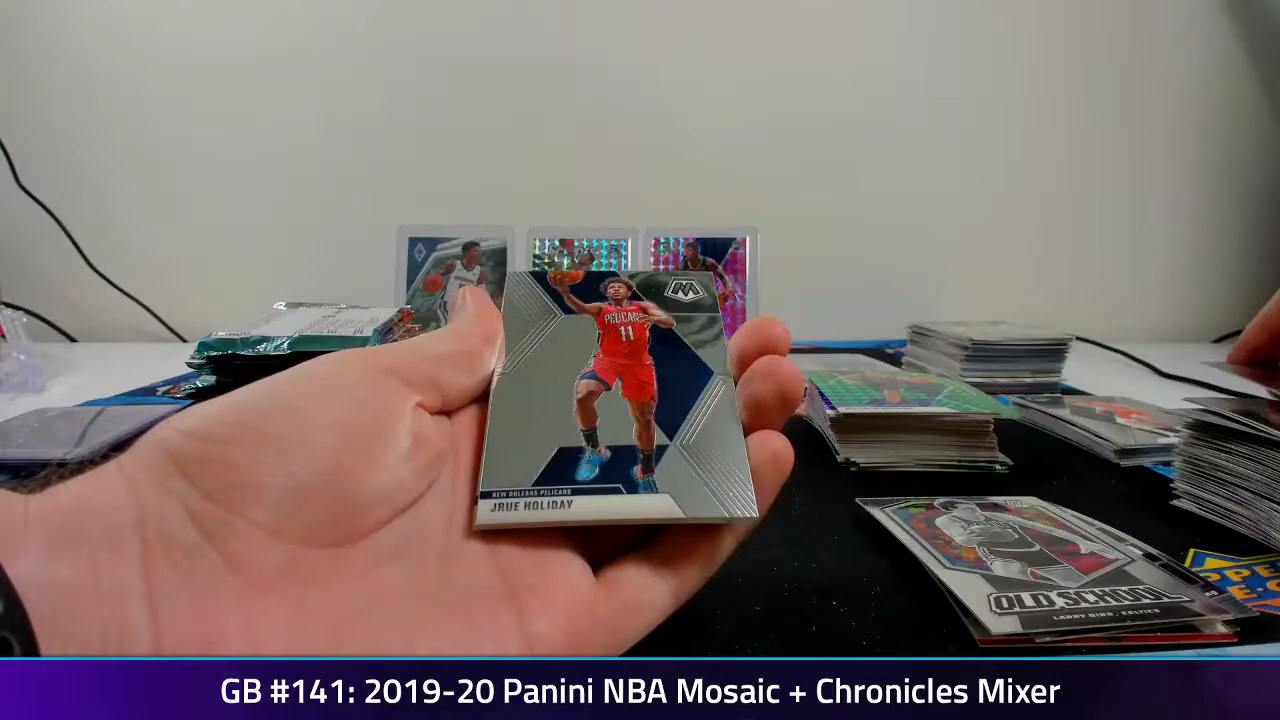 PELICANS
11
NEW ORLEANS PELICANS
JRUE HOLIDAY
OLD SCHOOL
LARRY BIRD · CELTICS
GB #141: 2019-20 Panini NBA Mosaic + Chronicles Mixer